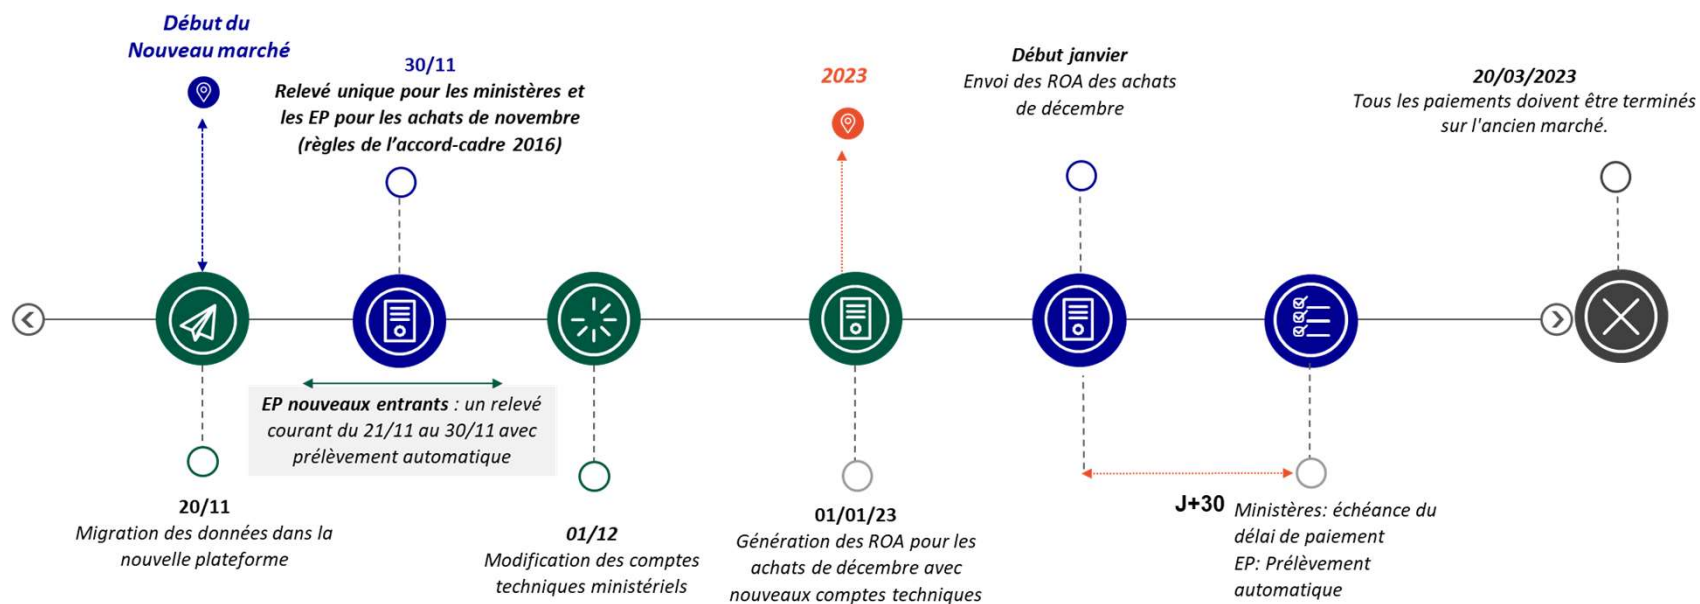 Début du
Nouveau marché
30/11
Relevé unique pour les ministères et
les EP pour les achats de novembre
(règles de l'accord-cadre 2016)
2023
Début janvier
Envoi des ROA des achats
de décembre
20/03/2023
Tous les paiements doivent être terminés
sur l'ancien marché.
EP nouveaux entrants : un relevé
courant du 21/11 au 30/11 avec
prélèvement automatique
20/11
Migration des données dans la
nouvelle plateforme
01/12
Modification des comptes
techniques ministériels
01/01/23
Génération des ROA pour les
achats de décembre avec
nouveaux comptes techniques
J+30
Ministères: échéance du
délai de paiement
EP: Prélèvement
automatique